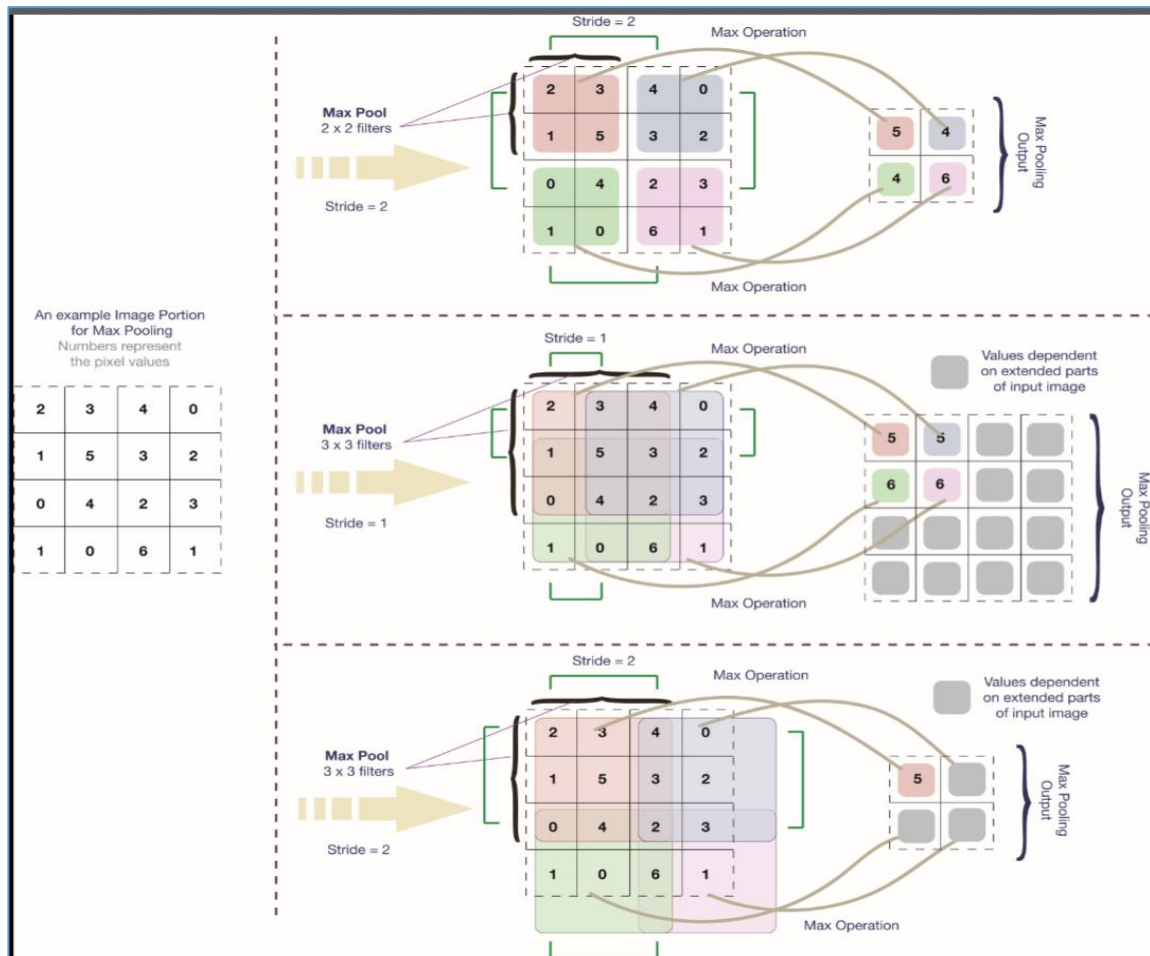 An example Image Portion
for Max Pooling
Numbers represent
the pixel values
2 3 4 0
1 5 3 2
0 4 2 3
1 0 6 1
Stride = 2
Max Operation
Max Pool
2 x 2 filters
Stride = 2
2 3 4 0
1 5 3 2
0 4 2 3
1 0 6 1
Max Operation
5 4
4 6
Max Pooling
Output
Stride = 1
Max Operation
Max Pool
3 x 3 filters
Stride = 1
2 3 4 0
1 5 3 2
0 4 2 3
1 0 6 1
Max Operation
Values dependent
on extended parts
of input image
5 5
6 6
Max Pooling
Output
Stride = 2
Max Operation
Max Pool
3 x 3 filters
Stride = 2
2 3 4 0
1 5 3 2
0 4 2 3
1 0 6 1
Max Operation
Values dependent
on extended parts
of input image
5
Max Pooling
Output